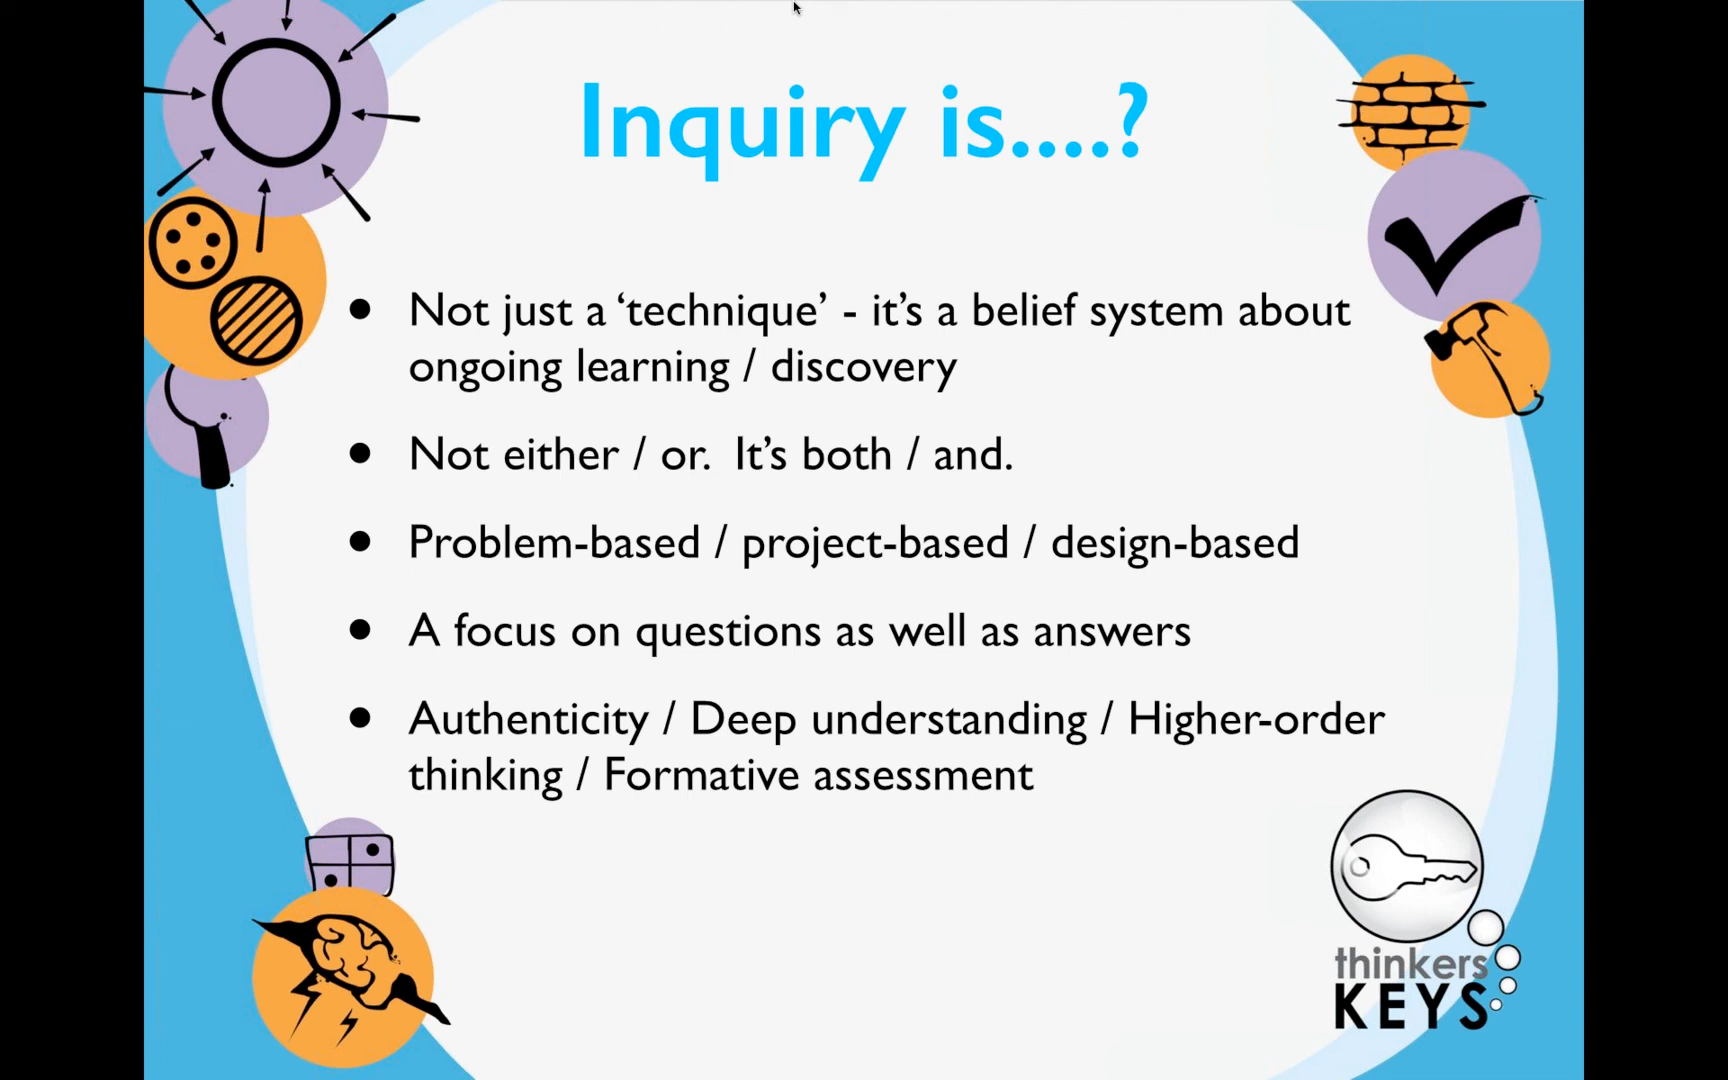 Inquiry is....?
• Not just a ‘technique’ - it’s a belief system about
ongoing learning / discovery
• Not either / or.  It’s both / and.
• Problem-based / project-based / design-based
• A focus on questions as well as answers
• Authenticity / Deep understanding / Higher-order
thinking / Formative assessment
thinkers
KEYS